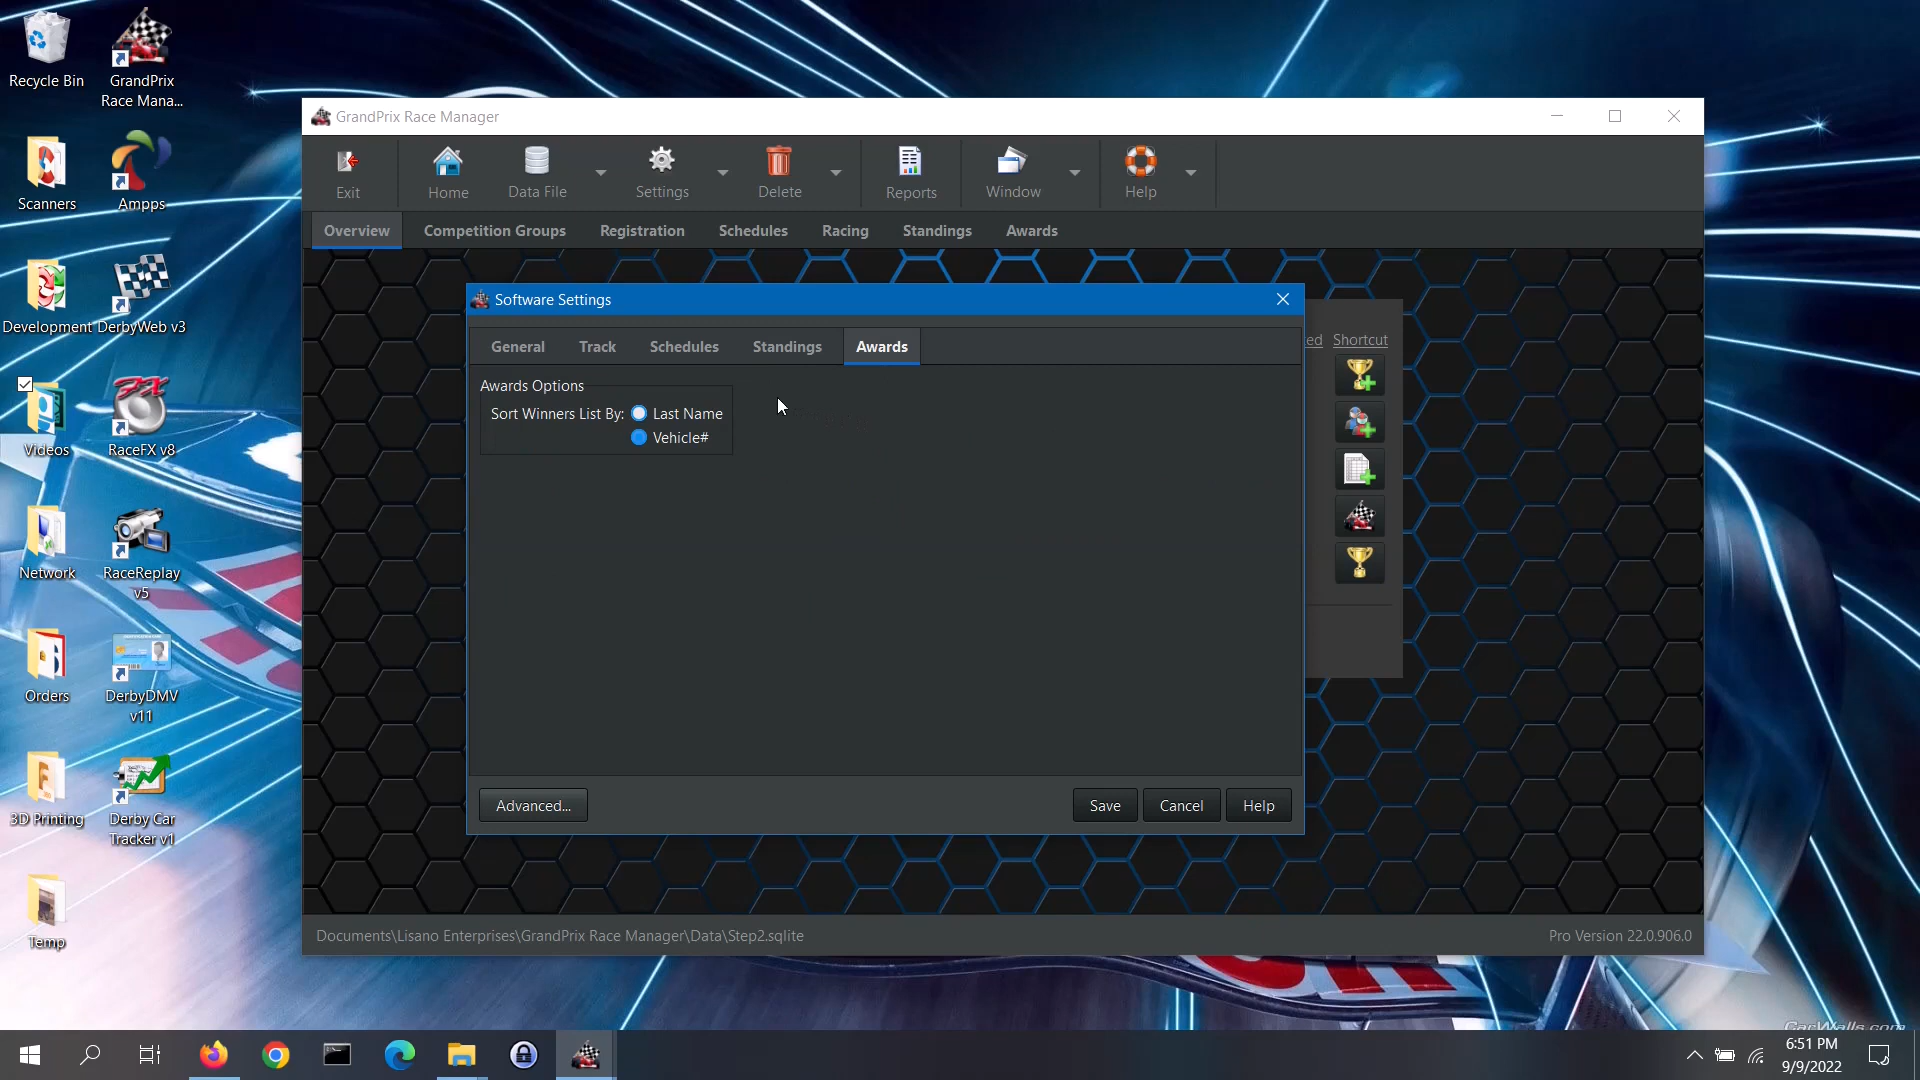 Recycle Bin
GrandPrix
Race Mana...
Scanners
Ampps
Development
DerbyWeb v3
Videos
RaceFX v8
Network
RaceReplay
v5
Orders
DerbyDMV
v11
3D Printing
Derby Car
Tracker v1
Temp
GrandPrix Race Manager
Exit
Home
Data File
Settings
Delete
Reports
Window
Help
Overview
Competition Groups
Registration
Schedules
Racing
Standings
Awards
ed
Shortcut
Software Settings
General
Track
Schedules
Standings
Awards
Awards Options
Sort Winners List By:
Last Name
Vehicle#
Advanced...
Save
Cancel
Help
Documents\Lisano Enterprises\GrandPrix Race Manager\Data\Step2.sqlite
Pro Version 22.0.906.0
CarWalls.com
6:51 PM
9/9/2022